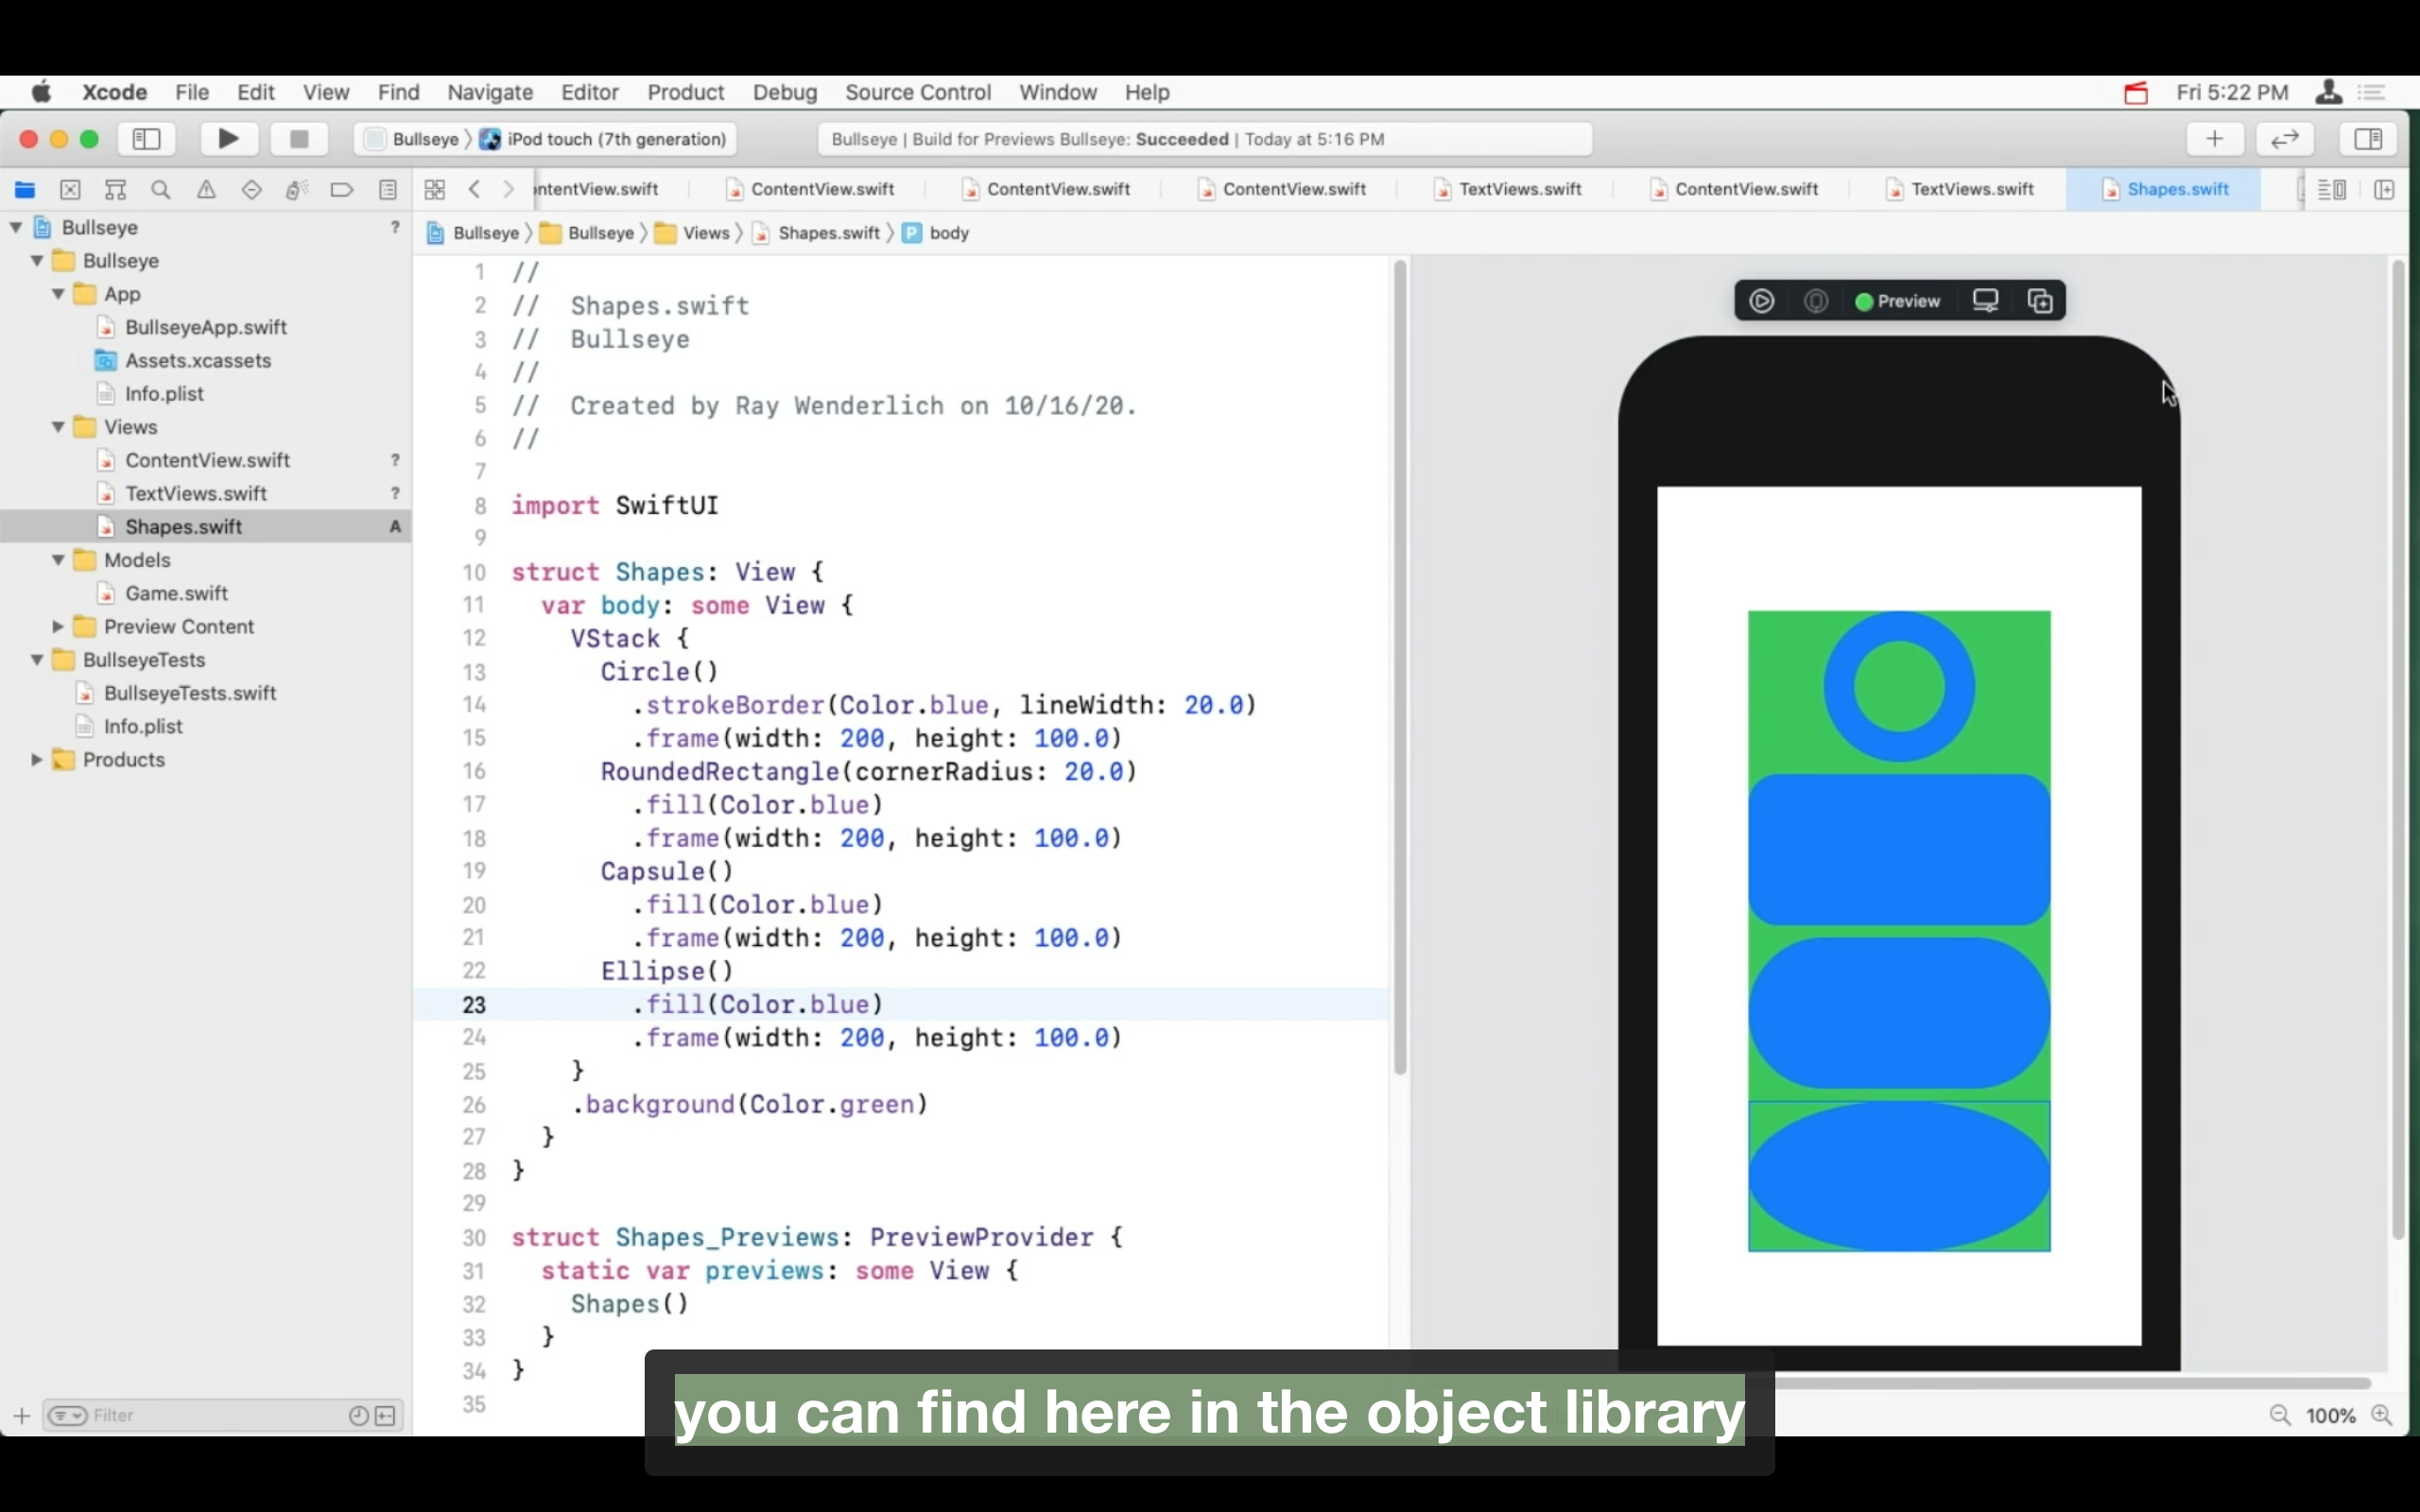 Xcode File Edit View Find Navigate Editor Product Debug Source Control Window Help Fri 5:22 PM
Bullseye 〉 iPod touch (7th generation)
Bullseye | Build for Previews Bullseye: Succeeded | Today at 5:16 PM
ntentView.swift ContentView.swift ContentView.swift ContentView.swift TextViews.swift ContentView.swift TextViews.swift Shapes.swift
Bullseye 〉 Bullseye 〉 Views 〉 Shapes.swift 〉 P body
Bullseye ?
Bullseye
App
BullseyeApp.swift
Assets.xcassets
Info.plist
Views
ContentView.swift ?
TextViews.swift ?
Shapes.swift A
Models
Game.swift
Preview Content
BullseyeTests
BullseyeTests.swift
Info.plist
Products
Filter
1 //
2 //  Shapes.swift
3 //  Bullseye
4 //
5 //  Created by Ray Wenderlich on 10/16/20.
6 //
7
8 import SwiftUI
9
10 struct Shapes: View {
11   var body: some View {
12     VStack {
13       Circle()
14         .strokeBorder(Color.blue, lineWidth: 20.0)
15         .frame(width: 200, height: 100.0)
16       RoundedRectangle(cornerRadius: 20.0)
17         .fill(Color.blue)
18         .frame(width: 200, height: 100.0)
19       Capsule()
20         .fill(Color.blue)
21         .frame(width: 200, height: 100.0)
22       Ellipse()
23         .fill(Color.blue)
24         .frame(width: 200, height: 100.0)
25     }
26     .background(Color.green)
27   }
28 }
29
30 struct Shapes_Previews: PreviewProvider {
31   static var previews: some View {
32     Shapes()
33   }
34 }
35
Preview
100%
you can find here in the object library